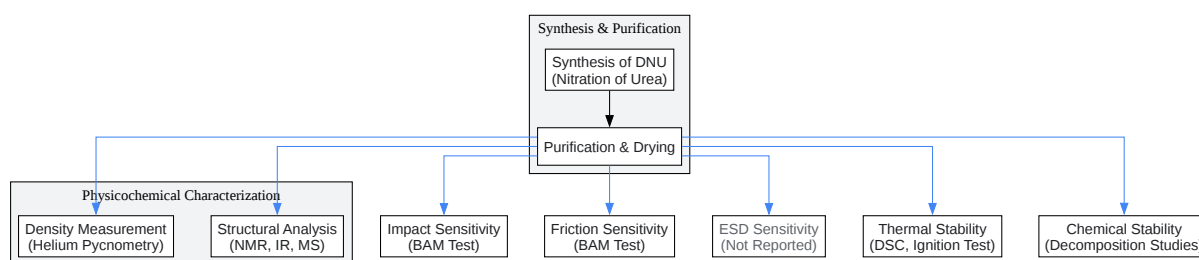 Synthesis & Purification
Synthesis of DNU
(Nitration of Urea)
Purification & Drying
Physicochemical Characterization
Density Measurement
(Helium Pycnometry)
Structural Analysis
(NMR, IR, MS)
Impact Sensitivity
(BAM Test)
Friction Sensitivity
(BAM Test)
ESD Sensitivity
(Not Reported)
Thermal Stability
(DSC, Ignition Test)
Chemical Stability
(Decomposition Studies)